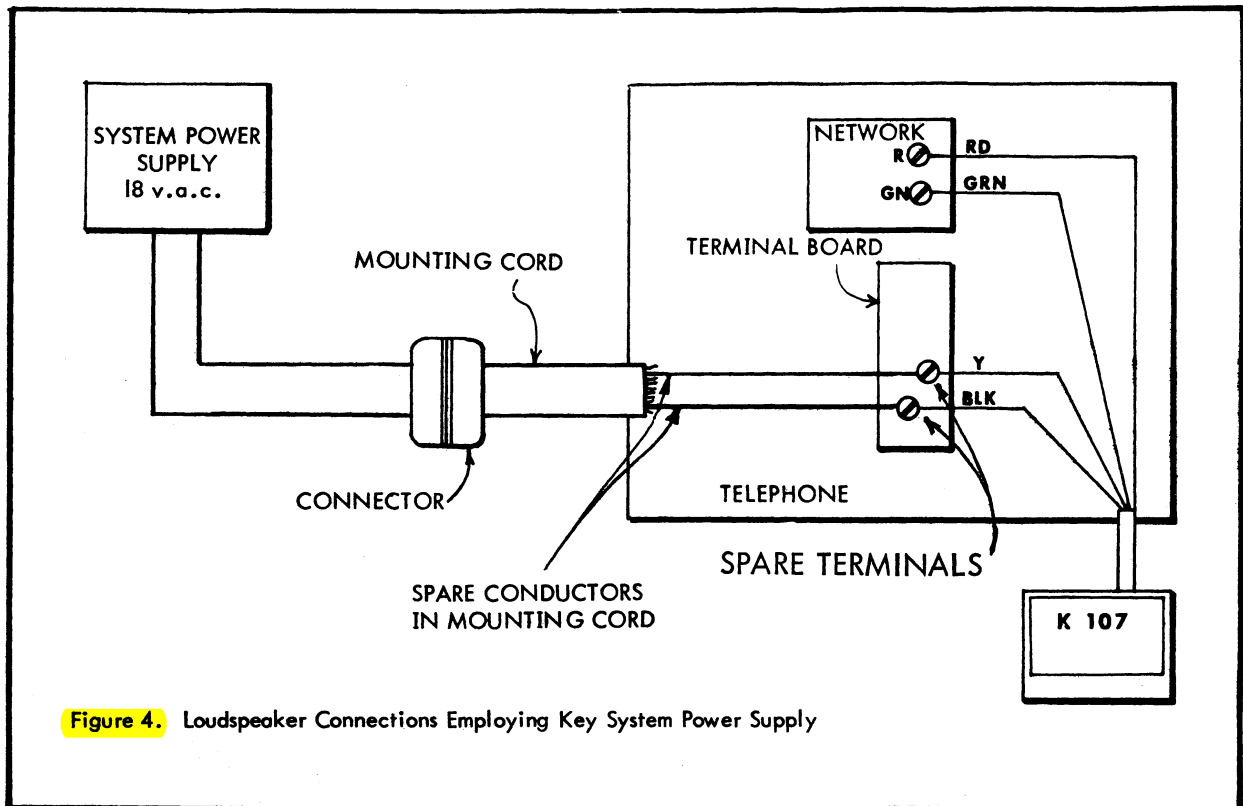 SYSTEM POWER
SUPPLY
18 v.a.c.
NETWORK
R
RD
GN
GRN
TERMINAL BOARD
MOUNTING CORD
Y
BLK
CONNECTOR
TELEPHONE
SPARE TERMINALS
SPARE CONDUCTORS
IN MOUNTING CORD
K 107
Figure 4. Loudspeaker Connections Employing Key System Power Supply